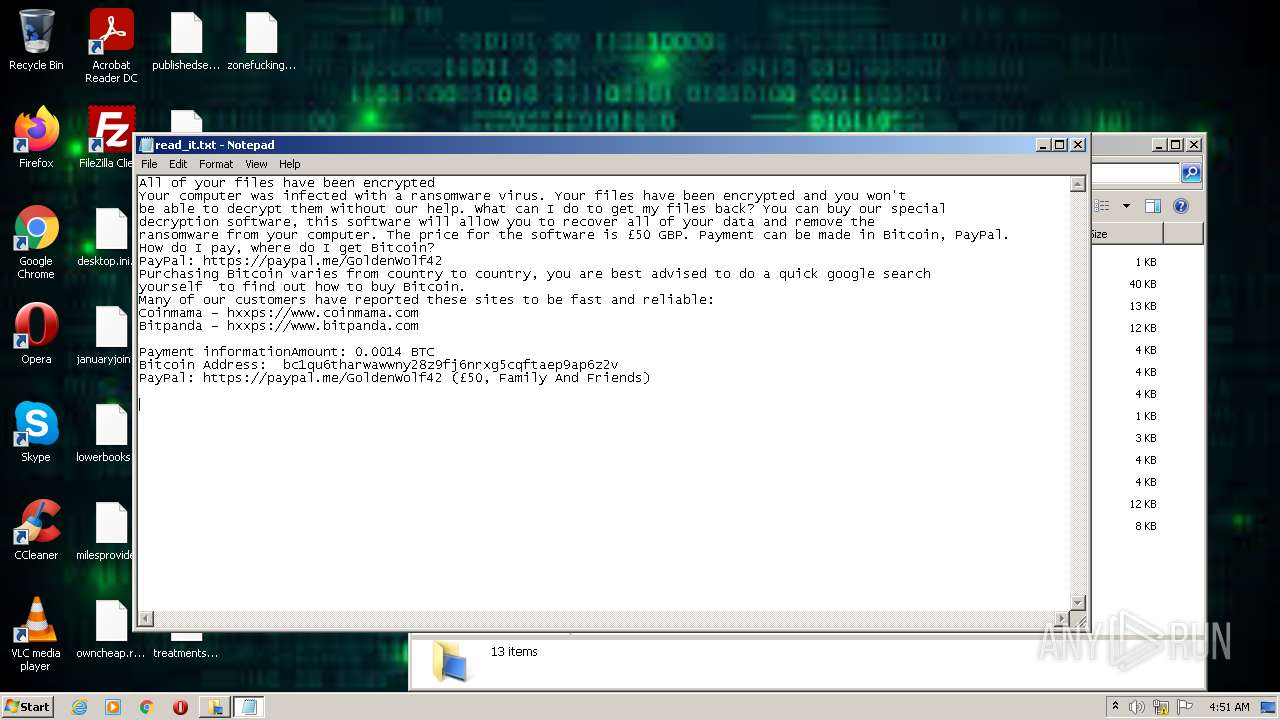 Recycle Bin
Acrobat Reader DC
publishedse...
zonefucking...
Firefox
FileZilla Clie
Google Chrome
desktop.ini.
Opera
januaryjoin
Skype
lowerbooks
CCleaner
milesprovide
VLC media player
owncheap.r...
treatments...
read_it.txt - Notepad
File Edit Format View Help
All of your files have been encrypted
Your computer was infected with a ransomware virus. Your files have been encrypted and you won't
be able to decrypt them without our help. What can I do to get my files back? You can buy our special
decryption software, this software will allow you to recover all of your data and remove the
ransomware from your computer. The price for the software is £50 GBP. Payment can be made in Bitcoin, PayPal.
How do I pay, where do I get Bitcoin?
PayPal: https://paypal.me/GoldenWolf42
Purchasing Bitcoin varies from country to country, you are best advised to do a quick google search
yourself  to find out how to buy Bitcoin.
Many of our customers have reported these sites to be fast and reliable:
Coinmama - hxxps://www.coinmama.com
Bitpanda - hxxps://www.bitpanda.com
Payment informationAmount: 0.0014 BTC
Bitcoin Address:  bc1qu6tharwawwny28z9fj6nrxg5cqftaep9ap6z2v
PayPal: https://paypal.me/GoldenWolf42 (£50, Family And Friends)
Size
1 KB
40 KB
13 KB
12 KB
4 KB
4 KB
4 KB
1 KB
3 KB
4 KB
4 KB
12 KB
8 KB
13 items
ANY RUN
Start
4:51 AM